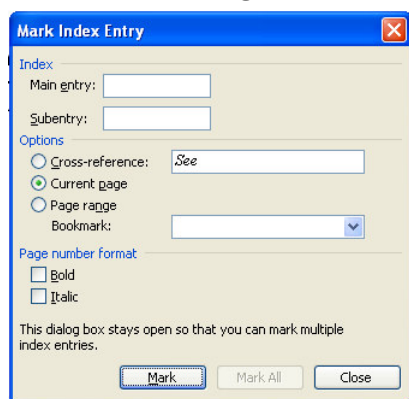 Mark Index Entry
Index
Main entry:
Subentry:
Options
Cross-reference: See
Current page
Page range
Bookmark:
Page number format
Bold
Italic
This dialog box stays open so that you can mark multiple
index entries.
Mark Mark All Close